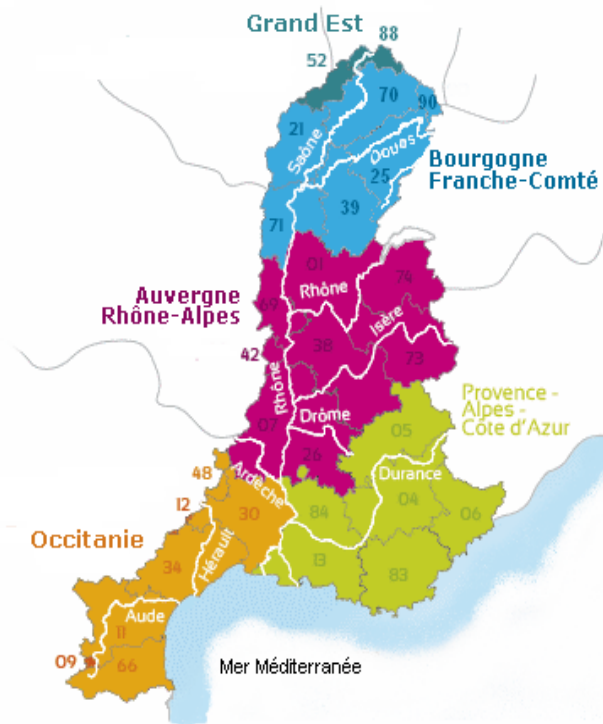 Grand Est
88
52
70
90
21
Saône
Doubs
Bourgogne
Franche-Comté
25
39
71
01
74
Rhône
Auvergne
Rhône-Alpes
69
Isère
42
38
73
Rhône
Provence -
Alpes -
Côte d'Azur
Drôme
07
05
26
48
Ardèche
Durance
12
30
84
04
06
Occitanie
34
Hérault
13
83
Aude
11
09
66
Mer Méditerranée